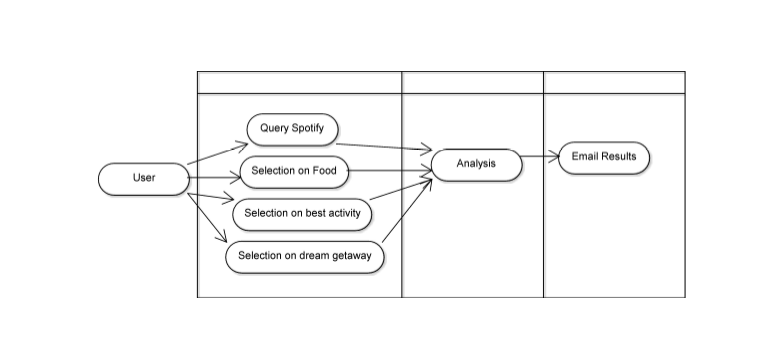 Query Spotify
User
Selection on Food
Selection on best activity
Selection on dream getaway
Analysis
Email Results